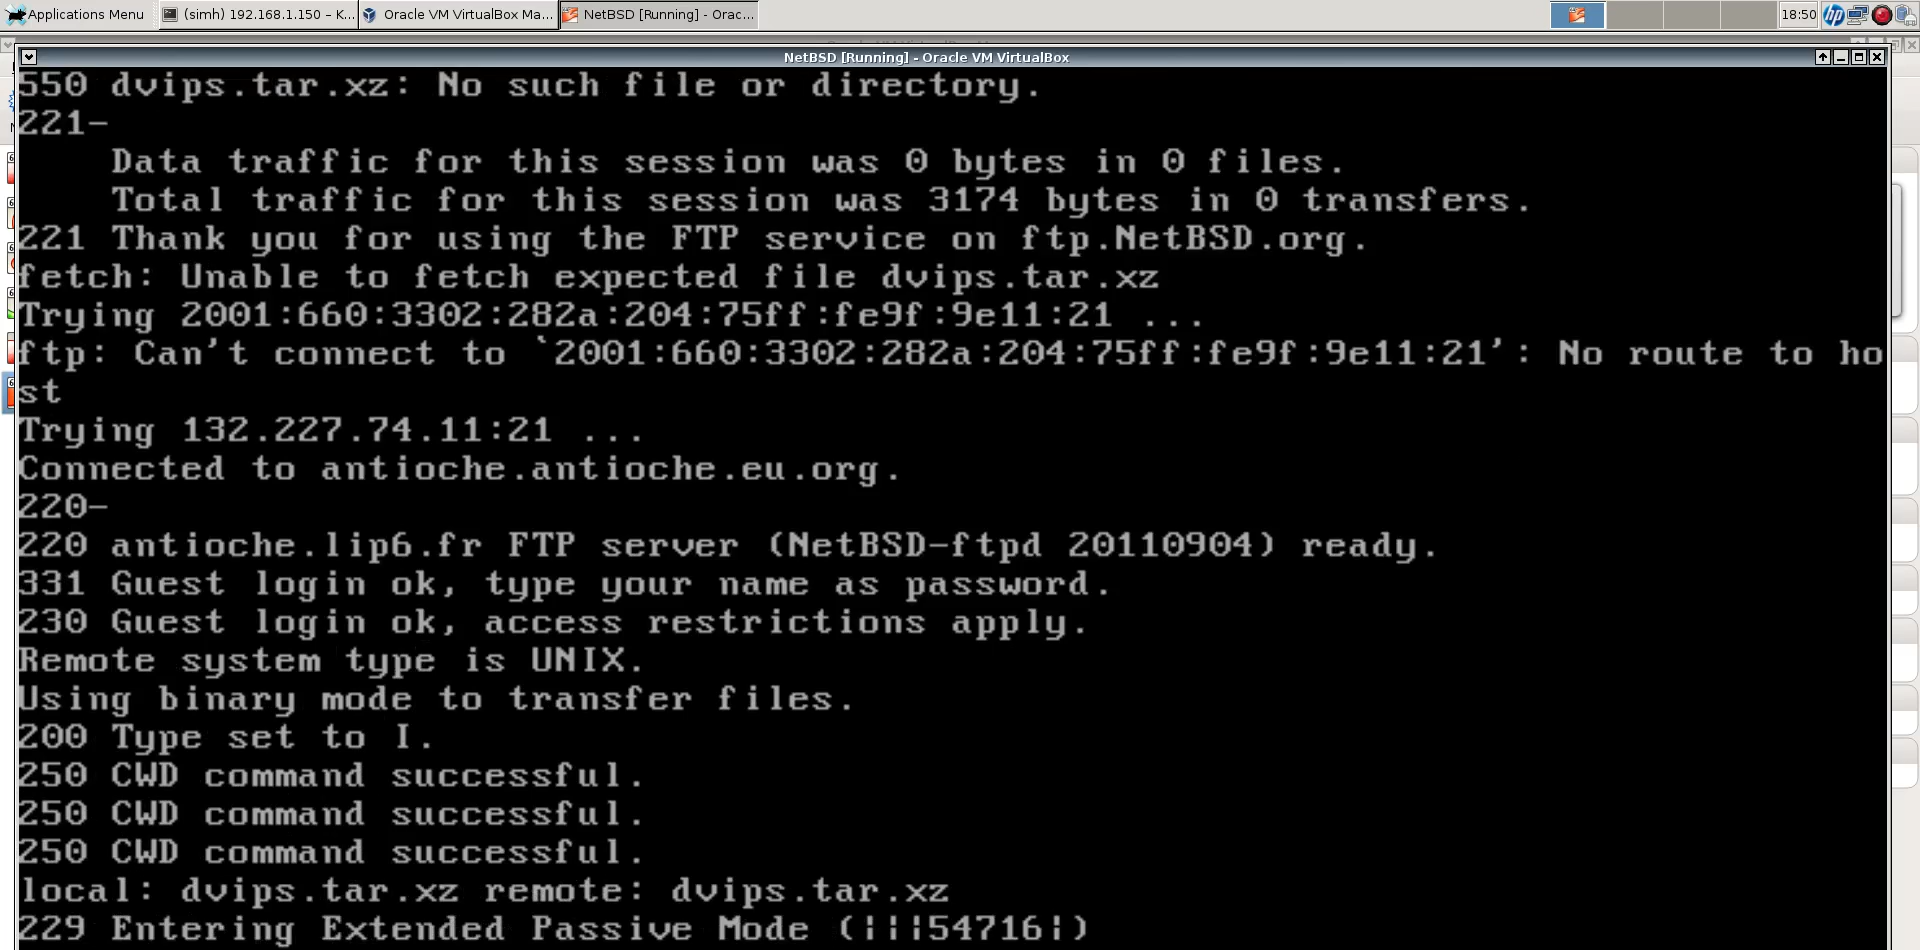 Applications Menu
(simh) 192.168.1.150 – K...
Oracle VM VirtualBox Ma...
NetBSD [Running] - Orac...
18:50
NetBSD [Running] - Oracle VM VirtualBox
550 dvips.tar.xz: No such file or directory.
221-
Data traffic for this session was 0 bytes in 0 files.
Total traffic for this session was 3174 bytes in 0 transfers.
221 Thank you for using the FTP service on ftp.NetBSD.org.
fetch: Unable to fetch expected file dvips.tar.xz
Trying 2001:660:3302:282a:204:75ff:fe9f:9e11:21 ...
ftp: Can't connect to `2001:660:3302:282a:204:75ff:fe9f:9e11:21': No route to ho
st
Trying 132.227.74.11:21 ...
Connected to antioche.antioche.eu.org.
220-
220 antioche.lip6.fr FTP server (NetBSD-ftpd 20110904) ready.
331 Guest login ok, type your name as password.
230 Guest login ok, access restrictions apply.
Remote system type is UNIX.
Using binary mode to transfer files.
200 Type set to I.
250 CWD command successful.
250 CWD command successful.
250 CWD command successful.
local: dvips.tar.xz remote: dvips.tar.xz
229 Entering Extended Passive Mode (|||54716|)